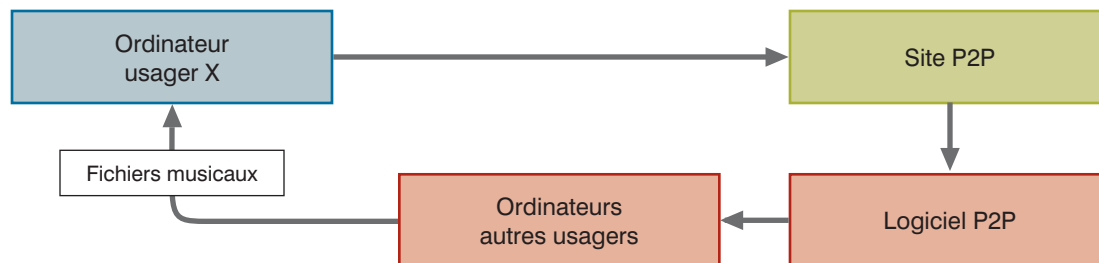 Ordinateur
usager X
Site P2P
Fichiers musicaux
Ordinateurs
autres usagers
Logiciel P2P